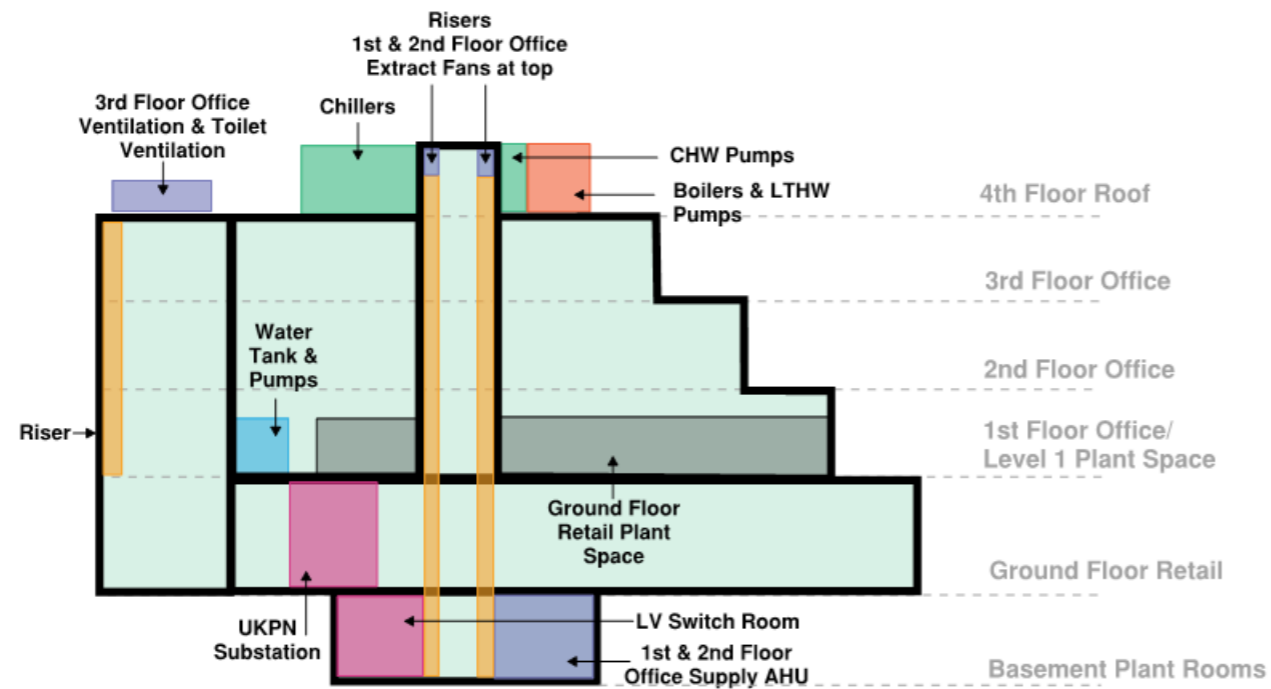 Risers
1st & 2nd Floor Office
Extract Fans at top
3rd Floor Office
Ventilation & Toilet
Ventilation
Chillers
CHW Pumps
Boilers & LTHW
Pumps
4th Floor Roof
3rd Floor Office
Water
Tank &
Pumps
2nd Floor Office
Riser
1st Floor Office/
Level 1 Plant Space
Ground Floor
Retail Plant
Space
Ground Floor Retail
UKPN
Substation
LV Switch Room
1st & 2nd Floor
Office Supply AHU
Basement Plant Rooms